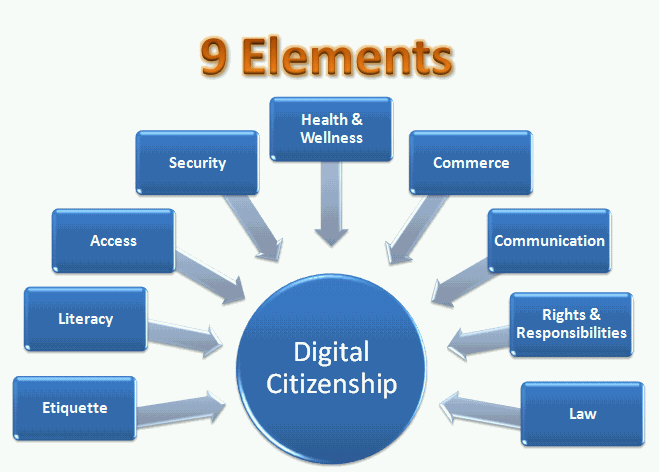 9 Elements
Health &
Wellness
Security
Commerce
Access
Communication
Literacy
Rights &
Responsibilities
Etiquette
Law
Digital
Citizenship